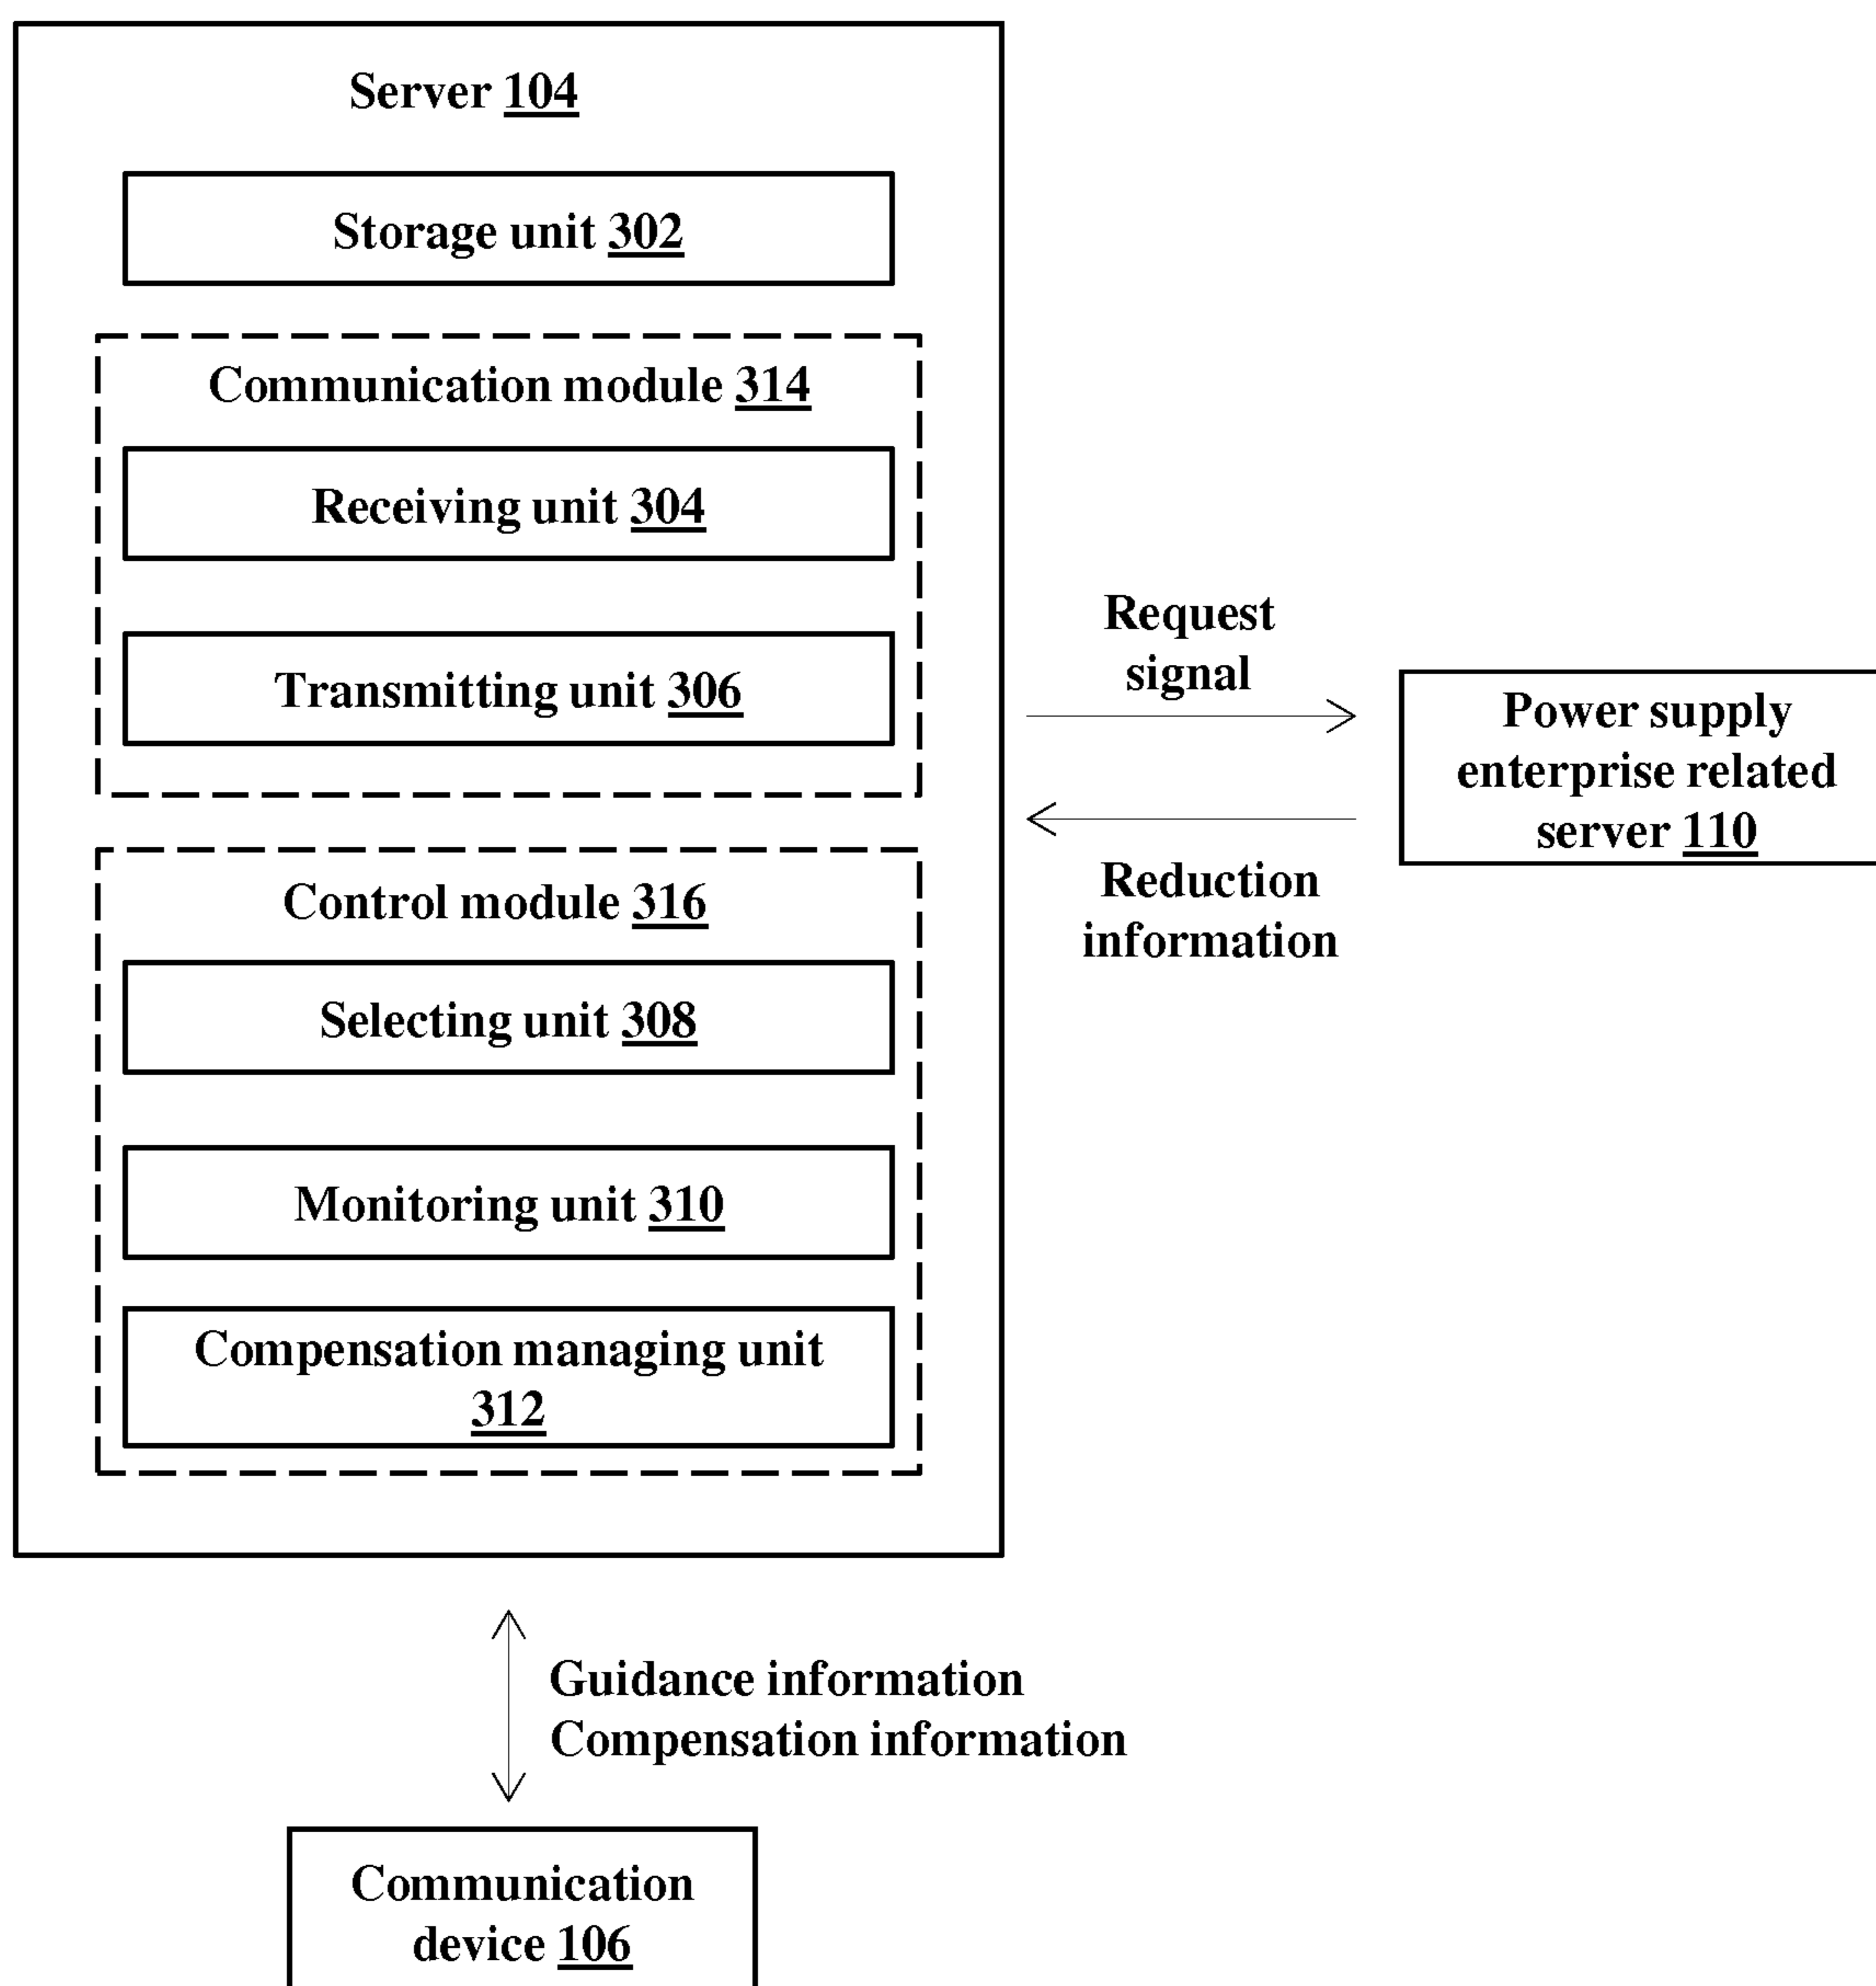 Server 104
Storage unit 302
Communication module 314
Receiving unit 304
Transmitting unit 306
Control module 316
Selecting unit 308
Monitoring unit 310
Compensation managing unit
312
Request
signal
Reduction
information
Power supply
enterprise related
server 110
Guidance information
Compensation information
Communication
device 106